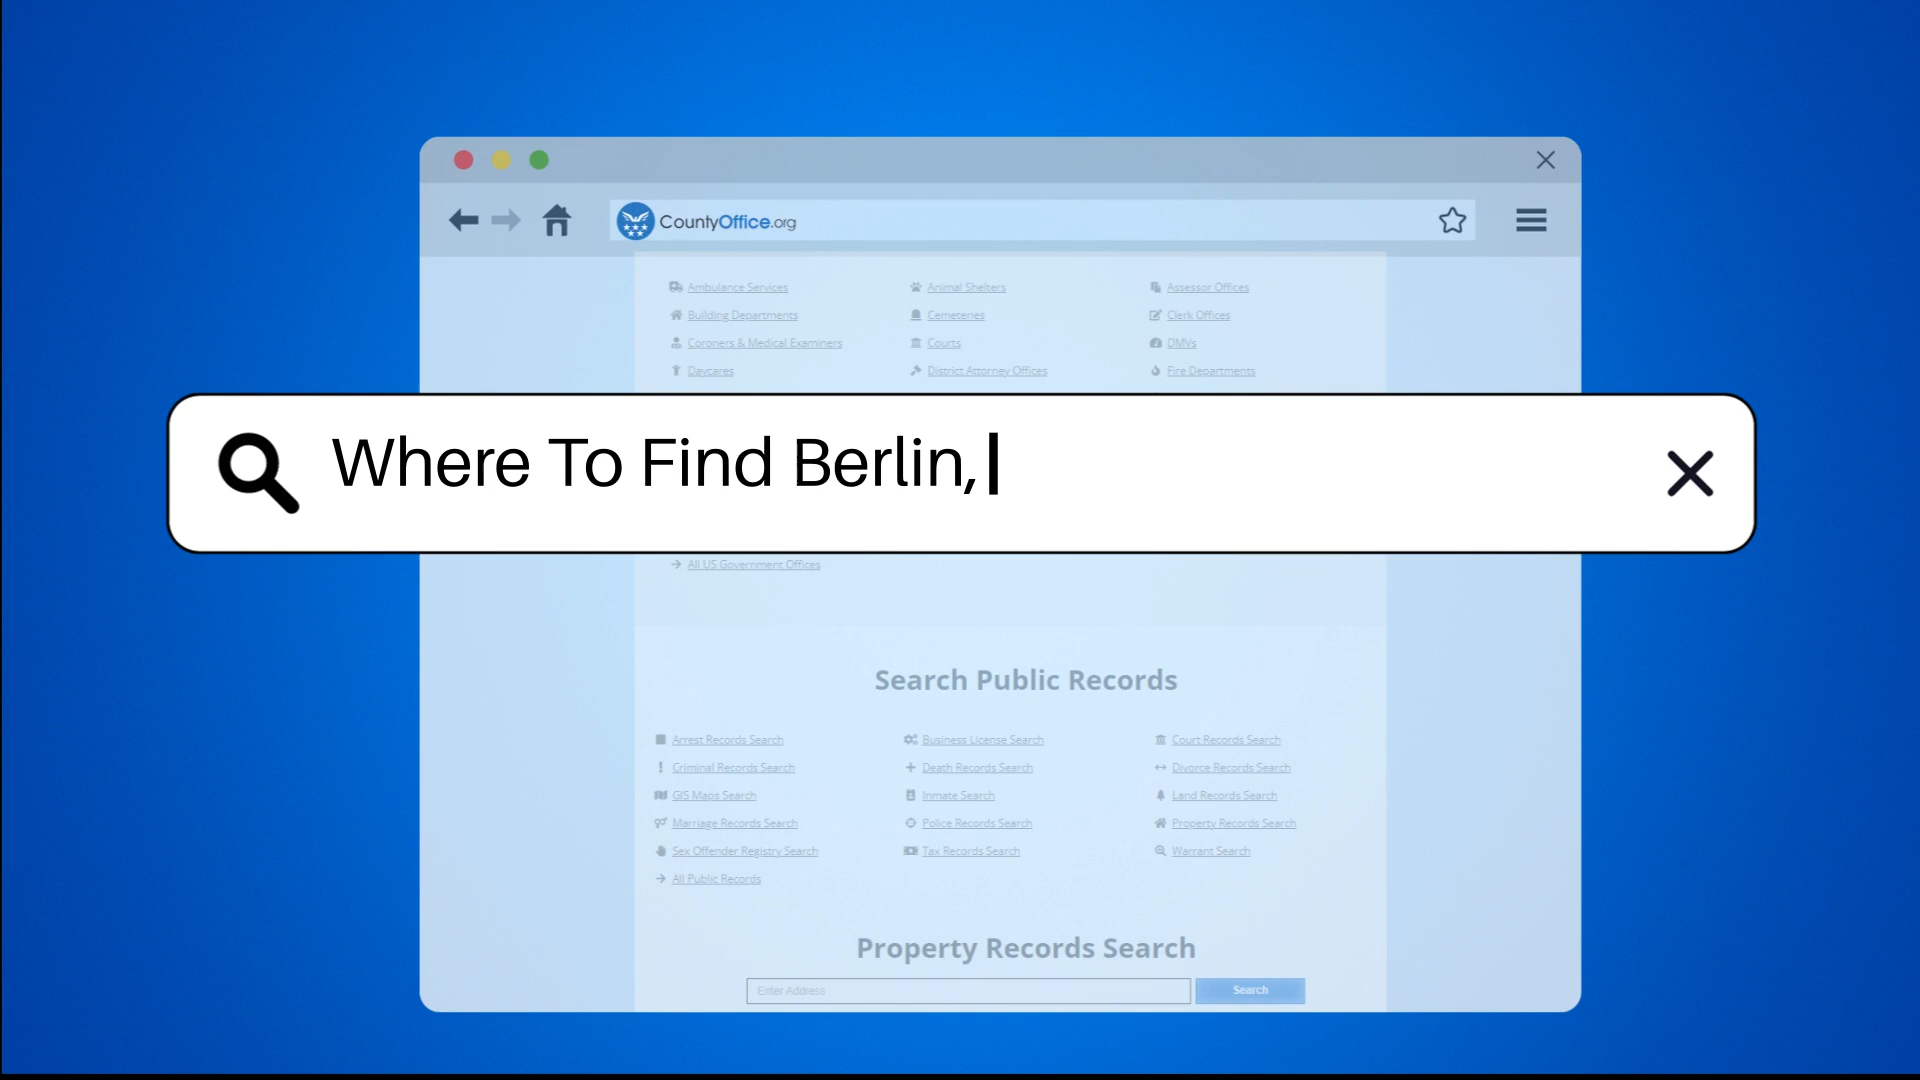 CountyOffice.org
Ambulance Services Animal Shelters Assessor Offices
Building Departments Cemeteries Clerk Offices
Coroners & Medical Examiners Courts DMVs
Daycares District Attorney Offices Fire Departments
Where To Find Berlin,
All US Government Offices
Search Public Records
Arrest Records Search Business License Search Court Records Search
Criminal Records Search Death Records Search Divorce Records Search
GIS Maps Search Inmate Search Land Records Search
Marriage Records Search Police Records Search Property Records Search
Sex Offender Registry Search Tax Records Search Warrant Search
All Public Records
Property Records Search
Enter Address Search